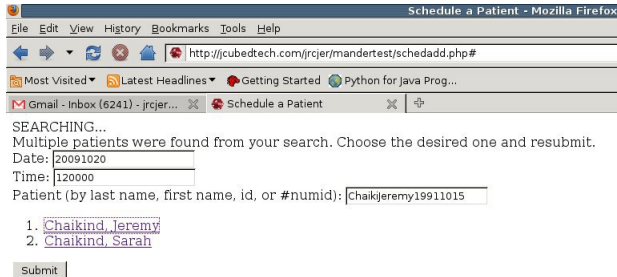 Schedule a Patient - Mozilla Firefox
File Edit View History Bookmarks Tools Help
http://jcubedtech.com/jrcjer/mandertest/schedadd.php#
Most Visited Latest Headlines Getting Started Python for Java Prog...
Gmail - Inbox (6241) - jrcjer... Schedule a Patient
SEARCHING...
Multiple patients were found from your search. Choose the desired one and resubmit.
Date: 20091020
Time: 120000
Patient (by last name, first name, id, or #numid): ChaikiJeremy19911015
1. Chaikind, Jeremy
2. Chaikind, Sarah
Submit